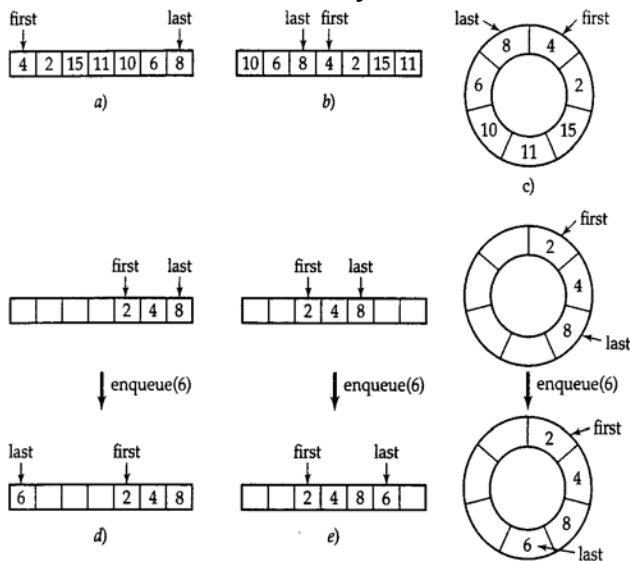 first last last first last first
4 2 15 11 10 6 8 10 6 8 4 2 15 11 8 4
6 2
10 15
11
a) b) c)
first
first last first last 2
4
2 4 8 2 4 8 8
last
enqueue(6) enqueue(6) enqueue(6)
last first first last 2 first
4
6 2 4 8 2 4 8 6 8
6 last
d) e)